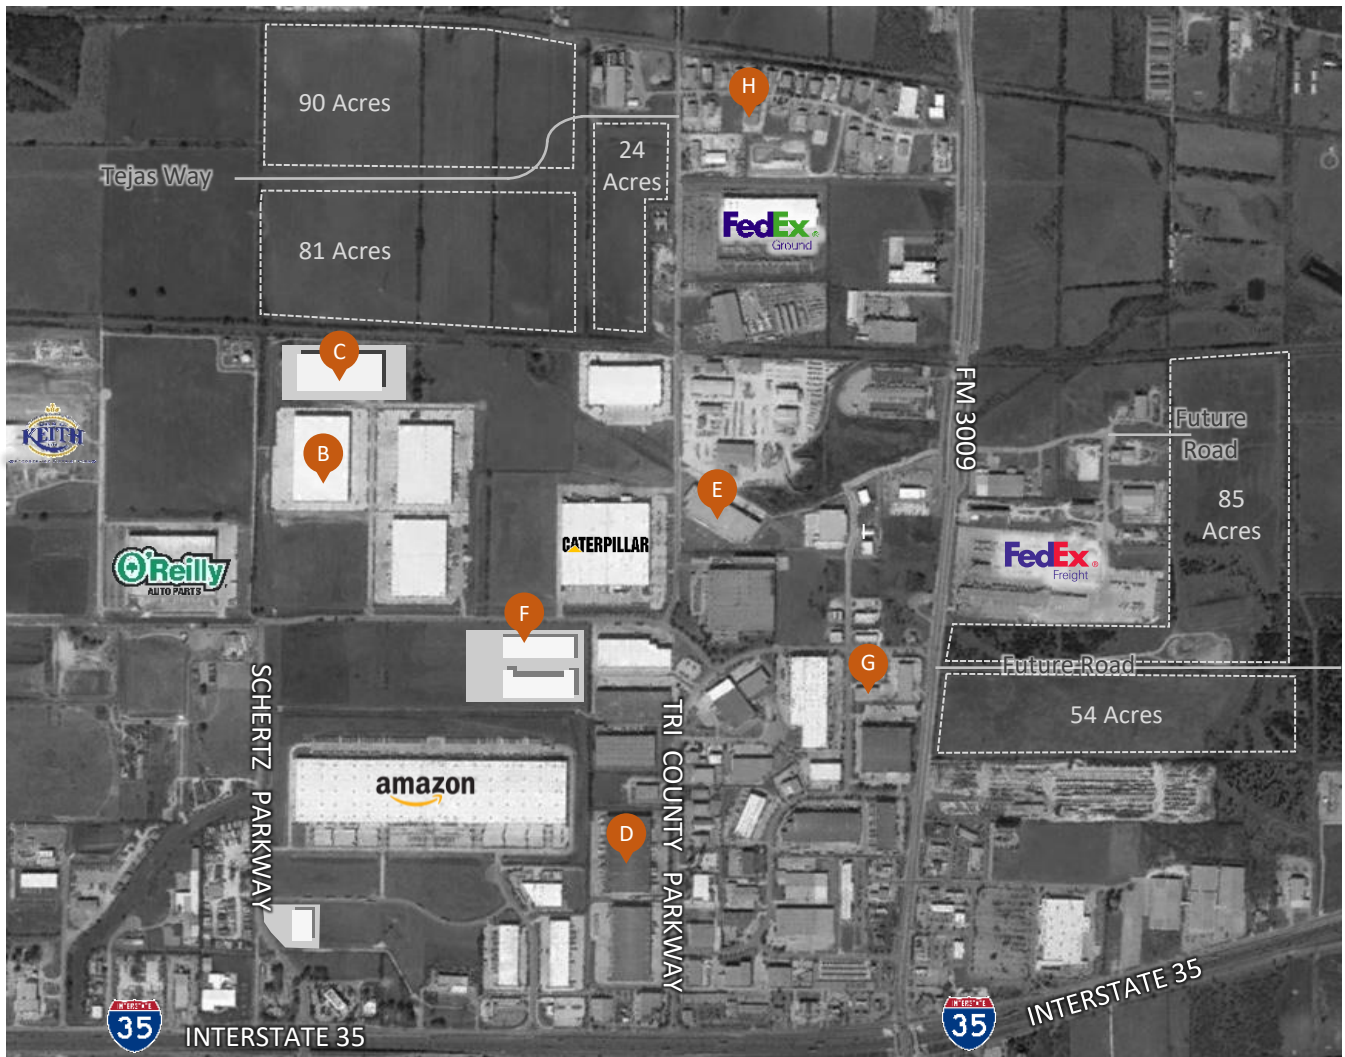 H
90 Acres
24
Acres
Tejas Way
FedEx®
Ground
81 Acres
C
FM 3009
Future
Road
KEITH
B
E
85
Acres
CATERPILLAR
FedEx®
Freight
O'Reilly
AUTO PARTS
F
G
Future Road
SCHERTZ PARKWAY
TRI COUNTY PARKWAY
54 Acres
amazon
D
INTERSTATE
35
INTERSTATE 35
INTERSTATE
35
INTERSTATE 35